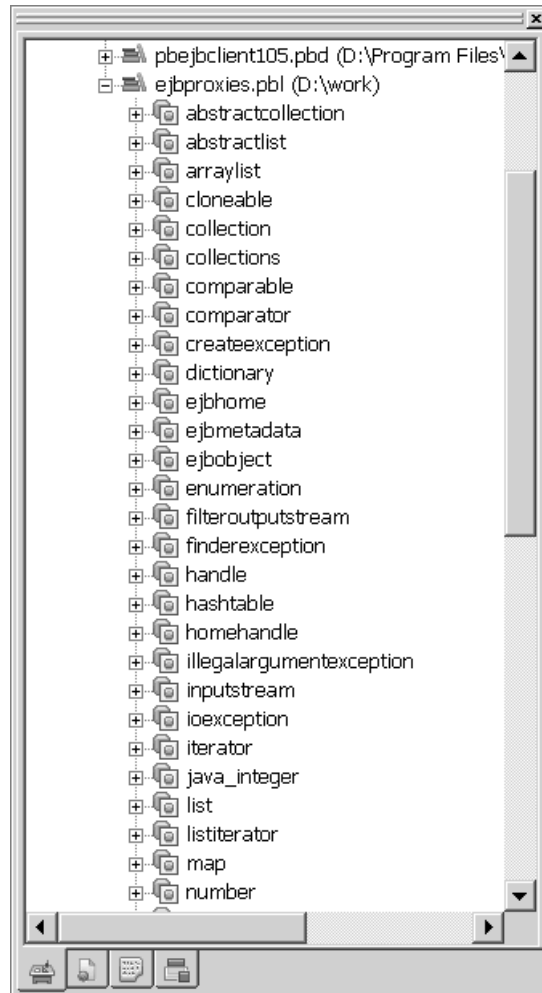 pbejbclient105.pbd (D:\Program Files\
ejbproxies.pbl (D:\work)
abstractcollection
abstractlist
arraylist
cloneable
collection
collections
comparable
comparator
createexception
dictionary
ejbhome
ejbmetadata
ejbobject
enumeration
filteroutputstream
finderexception
handle
hashtable
homehandle
illegalargumentexception
inputstream
ioexception
iterator
java_integer
list
listiterator
map
number